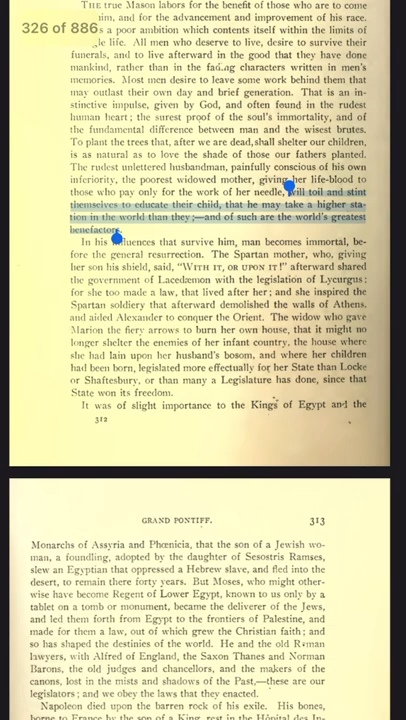 THE true Mason labors for the benefit of those who are to come
him, and for the advancement and improvement of his race.
326 of 886
s a poor ambition which contents itself within the limits of
le life. All men who deserve to live, desire to survive their
funerals, and to live afterward in the good that they have done
mankind, rather than in the fading characters written in men's
memories. Most men desire to leave some work behind them that
may outlast their own day and brief generation. That is an in-
stinctive impulse, given by God, and often found in the rudest
human heart; the surest proof of the soul's immortality, and of
the fundamental difference between man and the wisest brutes.
To plant the trees that, after we are dead, shall shelter our children,
is as natural as to love the shade of those our fathers planted.
The rudest unlettered husbandman, painfully conscious of his own
inferiority, the poorest widowed mother, giving her life-blood to
those who pay only for the work of her needle, will toil and stint
themselves to educate their child, that he may take a higher sta-
tion in the world than they;—and of such are the world's greatest
benefactors.
In his influences that survive him, man becomes immortal, be-
fore the general resurrection. The Spartan mother, who, giving
her son his shield, said, "WITH IT, OR UPON IT!" afterward shared
the government of Lacedæmon with the legislation of Lycurgus;
for she too made a law, that lived after her; and she inspired the
Spartan soldiery that afterward demolished the walls of Athens,
and aided Alexander to conquer the Orient. The widow who gave
Marion the fiery arrows to burn her own house, that it might no
longer shelter the enemies of her infant country, the house where
she had lain upon her husband's bosom, and where her children
had been born, legislated more effectually for her State than Locke
or Shaftesbury, or than many a Legislature has done, since that
State won its freedom.
It was of slight importance to the Kings of Egypt and the
312
GRAND PONTIFF. 313
Monarchs of Assyria and Phœnicia, that the son of a Jewish wo-
man, a foundling, adopted by the daughter of Sesostris Ramses,
slew an Egyptian that oppressed a Hebrew slave, and fled into the
desert, to remain there forty years. But Moses, who might other-
wise have become Regent of Lower Egypt, known to us only by a
tablet on a tomb or monument, became the deliverer of the Jews,
and led them forth from Egypt to the frontiers of Palestine, and
made for them a law, out of which grew the Christian faith; and
so has shaped the destinies of the world. He and the old Roman
lawyers, with Alfred of England, the Saxon Thanes and Norman
Barons, the old judges and chancellors, and the makers of the
canons, lost in the mists and shadows of the Past,—these are our
legislators; and we obey the laws that they enacted.
Napoleon died upon the barren rock of his exile. His bones,
borne to France by the son of a King, rest in the Hôpital des In-